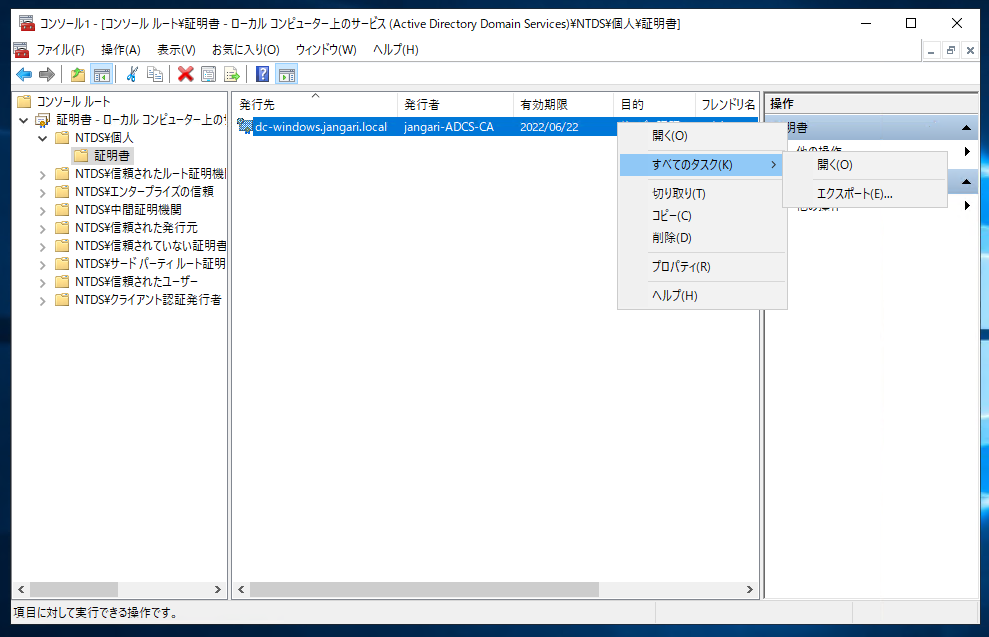 コンソール1 - [コンソール ルート¥証明書 - ローカル コンピューター上のサービス (Active Directory Domain Services)¥NTDS¥個人¥証明書]
ファイル(F) 操作(A) 表示(V) お気に入り(O) ウィンドウ(W) ヘルプ(H)
コンソール ルート
証明書 - ローカル コンピューター上のサ
NTDS¥個人
証明書
NTDS¥信頼されたルート証明機
NTDS¥エンタープライズの信頼
NTDS¥中間証明機関
NTDS¥信頼された発行元
NTDS¥信頼されていない証明書
NTDS¥サード パーティ ルート証明
NTDS¥信頼されたユーザー
NTDS¥クライアント認証発行者
発行先 発行者 有効期限 目的 フレンドリ名
dc-windows.jangari.local jangari-ADCS-CA 2022/06/22
開く(O)
すべてのタスク(K)
切り取り(T)
コピー(C)
削除(D)
プロパティ(R)
ヘルプ(H)
開く(O)
エクスポート(E)...
操作
明書
他の操作
他の操作
項目に対して実行できる操作です。